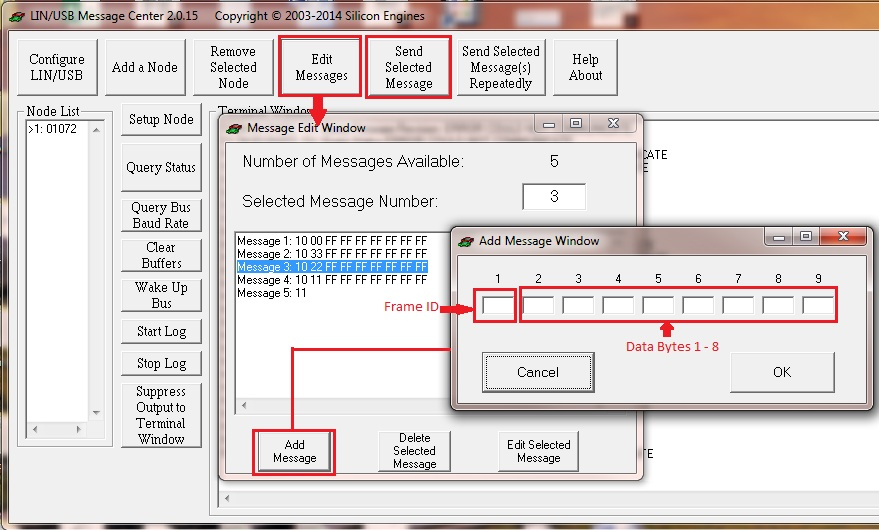 LIN/USB Message Center 2.0.15 Copyright © 2003-2014 Silicon Engines
Configure
LIN/USB
Add a Node
Remove
Selected
Node
Edit
Messages
Send
Selected
Message
Send Selected
Message(s)
Repeatedly
Help
About
Node List
>1: 01072
Setup Node
Query Status
Query Bus
Baud Rate
Clear
Buffers
Wake Up
Bus
Start Log
Stop Log
Suppress
Output to
Terminal
Window
Terminal Window
Message Edit Window
Number of Messages Available: 5
Selected Message Number: 3
Message 1: 10 00 FF FF FF FF FF FF FF
Message 2: 10 33 FF FF FF FF FF FF FF
Message 3: 10 22 FF FF FF FF FF FF FF
Message 4: 10 11 FF FF FF FF FF FF FF
Message 5: 11
Add
Message
Delete
Selected
Message
Edit Selected
Message
Add Message Window
1 2 3 4 5 6 7 8 9
Frame ID
Data Bytes 1 - 8
Cancel
OK